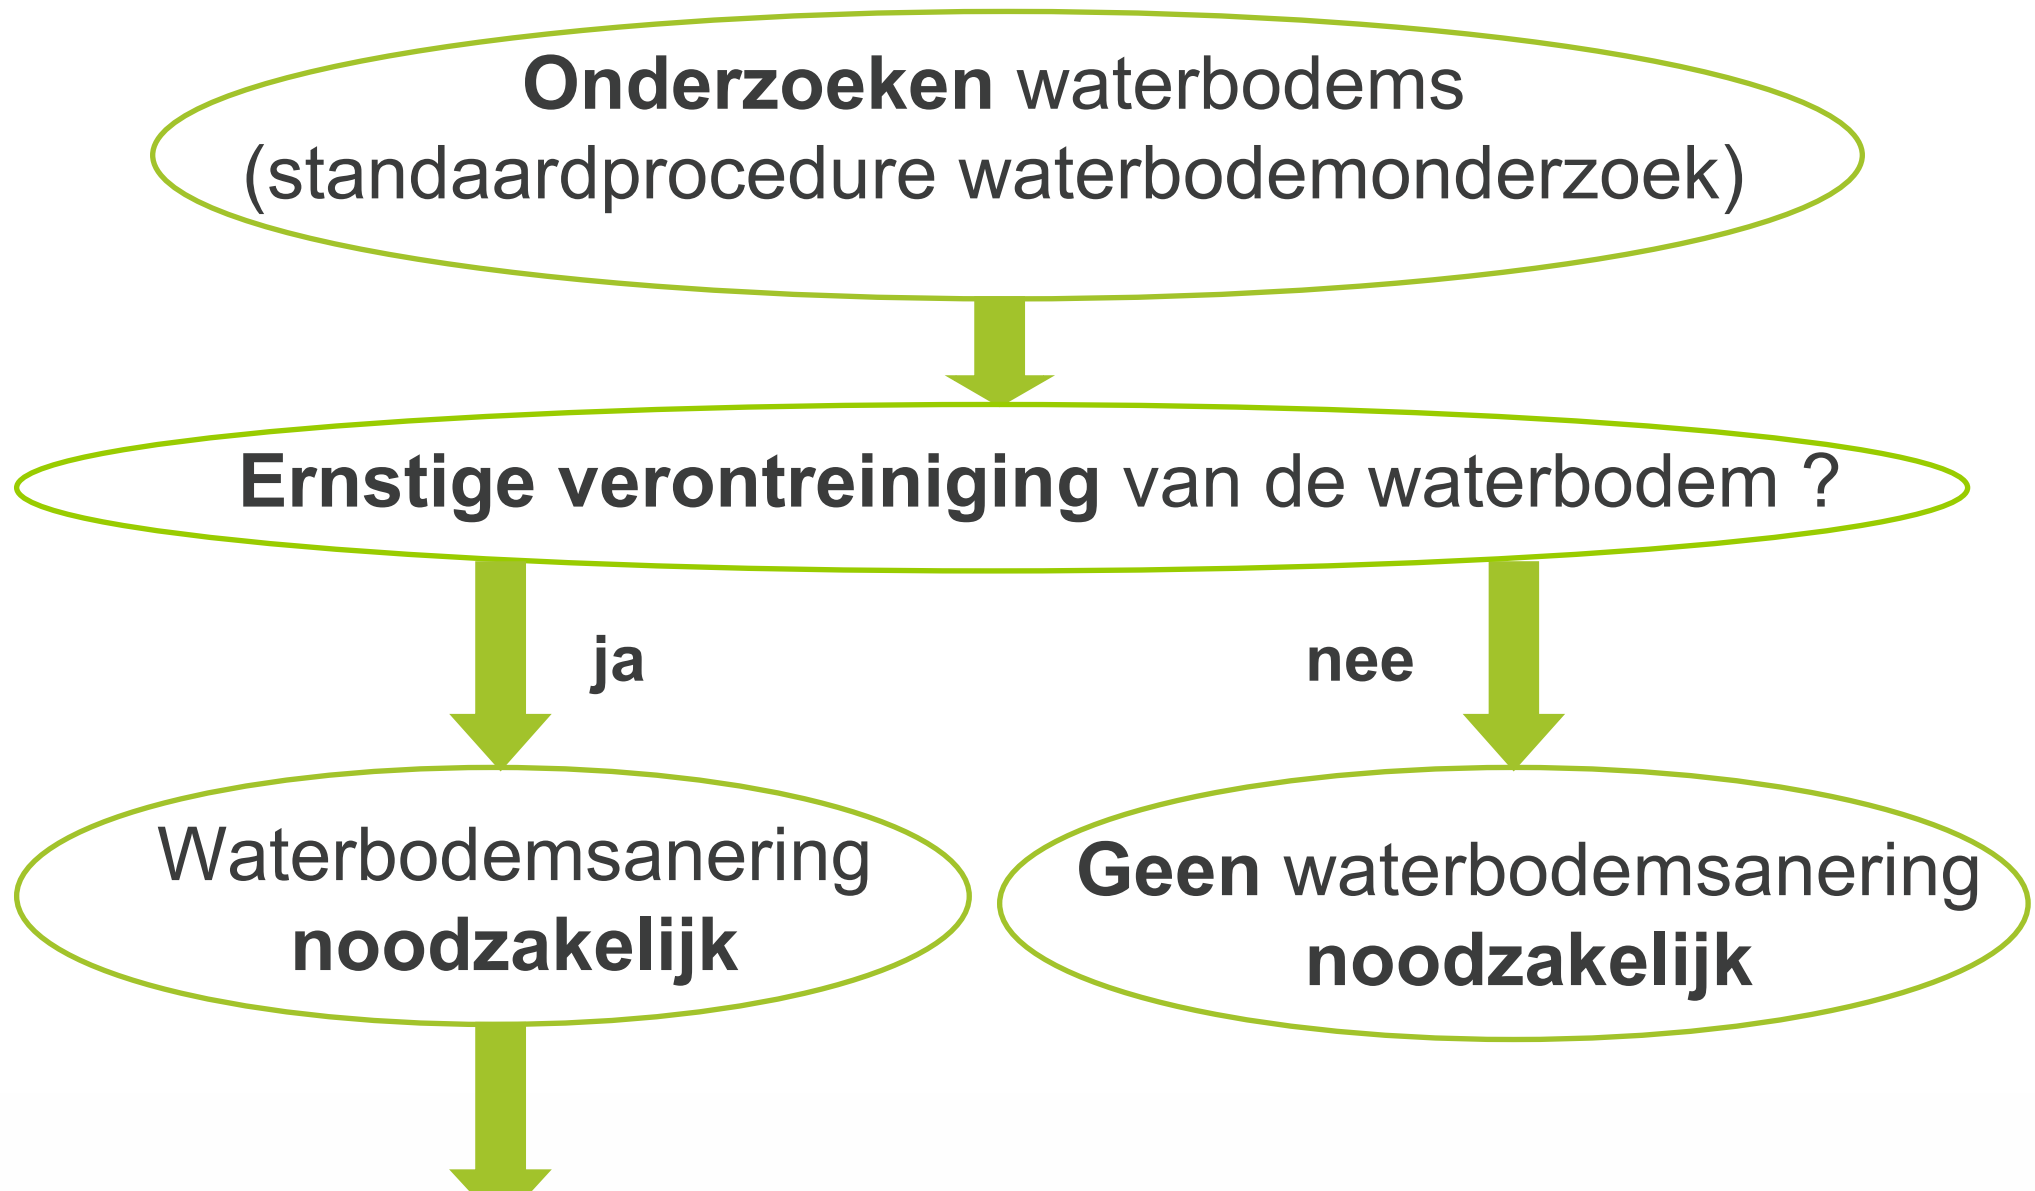 Onderzoeken waterbodems
(standaardprocedure waterbodemonderzoek)
Ernstige verontreiniging van de waterbodem ?
ja
nee
Waterbodemsanering
noodzakelijk
Geen waterbodemsanering
noodzakelijk